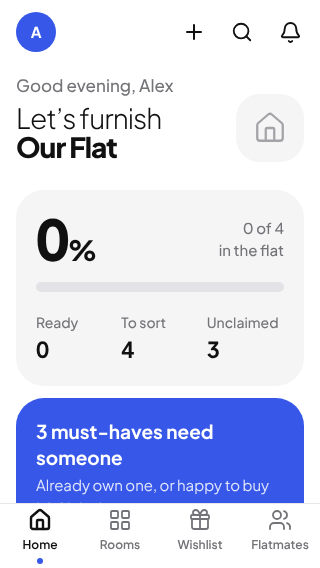 A
Good evening, Alex
Let's furnish
Our Flat
0%
0 of 4
in the flat
Ready
To sort
Unclaimed
0
4
3
3 must-haves need
someone
Already own one, or happy to buy
Home
Rooms
Wishlist
Flatmates